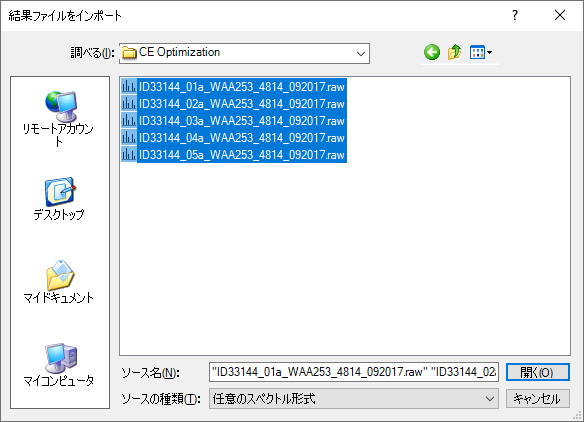 結果ファイルをインポート
調べる(I):
CE Optimization
ID33144_01a_WAA253_4814_092017.raw
ID33144_02a_WAA253_4814_092017.raw
ID33144_03a_WAA253_4814_092017.raw
ID33144_04a_WAA253_4814_092017.raw
ID33144_05a_WAA253_4814_092017.raw
リモートアカウン
ト
デスクトップ
マイドキュメント
マイコンピュータ
ソース名(N):
"ID33144_01a_WAA253_4814_092017.raw" "ID33144_02a
開く(O)
ソースの種類(T):
任意のスペクトル形式
キャンセル